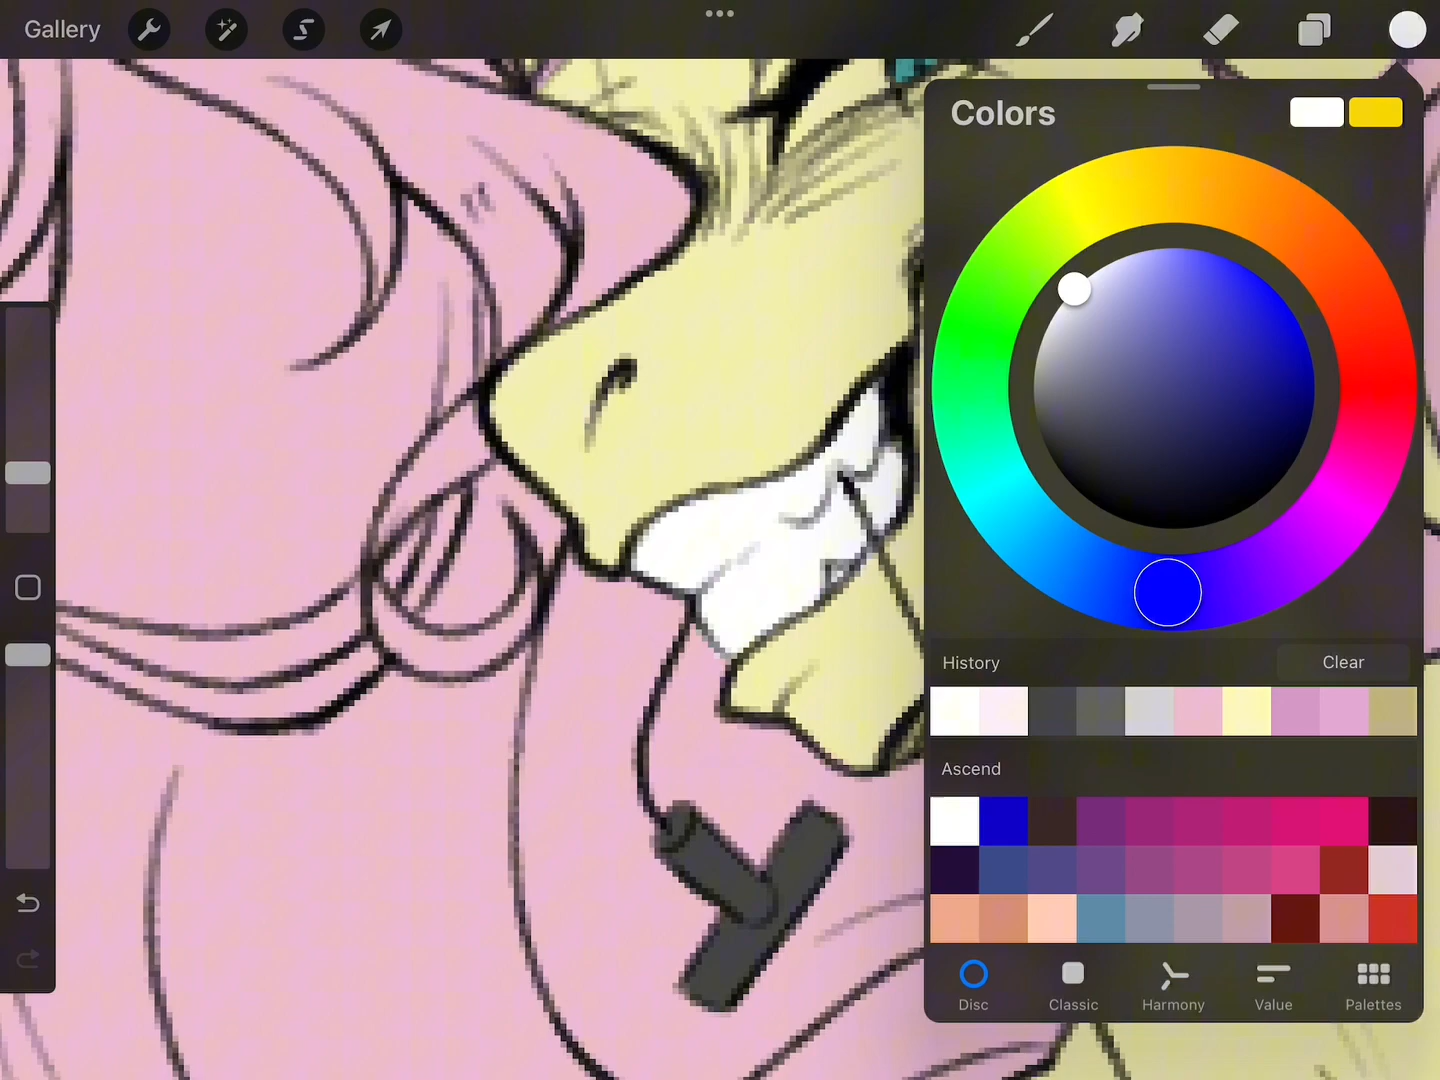 Gallery
Colors
History
Clear
Ascend
Disc
Classic
Harmony
Value
Palettes